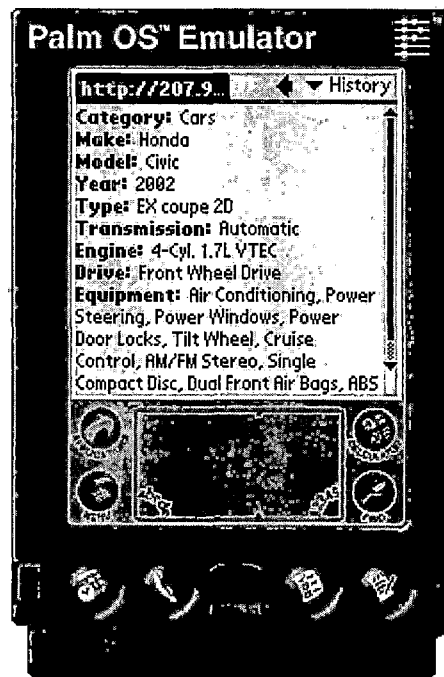 Palm OS™ Emulator
http://207.9... History
Category: Cars
Make: Honda
Model: Civic
Year: 2002
Type: EX coupe 2D
Transmission: Automatic
Engine: 4-Cyl. 1.7L VTEC
Drive: Front Wheel Drive
Equipment: Air Conditioning, Power
Steering, Power Windows, Power
Door Locks, Tilt Wheel, Cruise
Control, AM/FM Stereo, Single
Compact Disc, Dual Front Air Bags, ABS